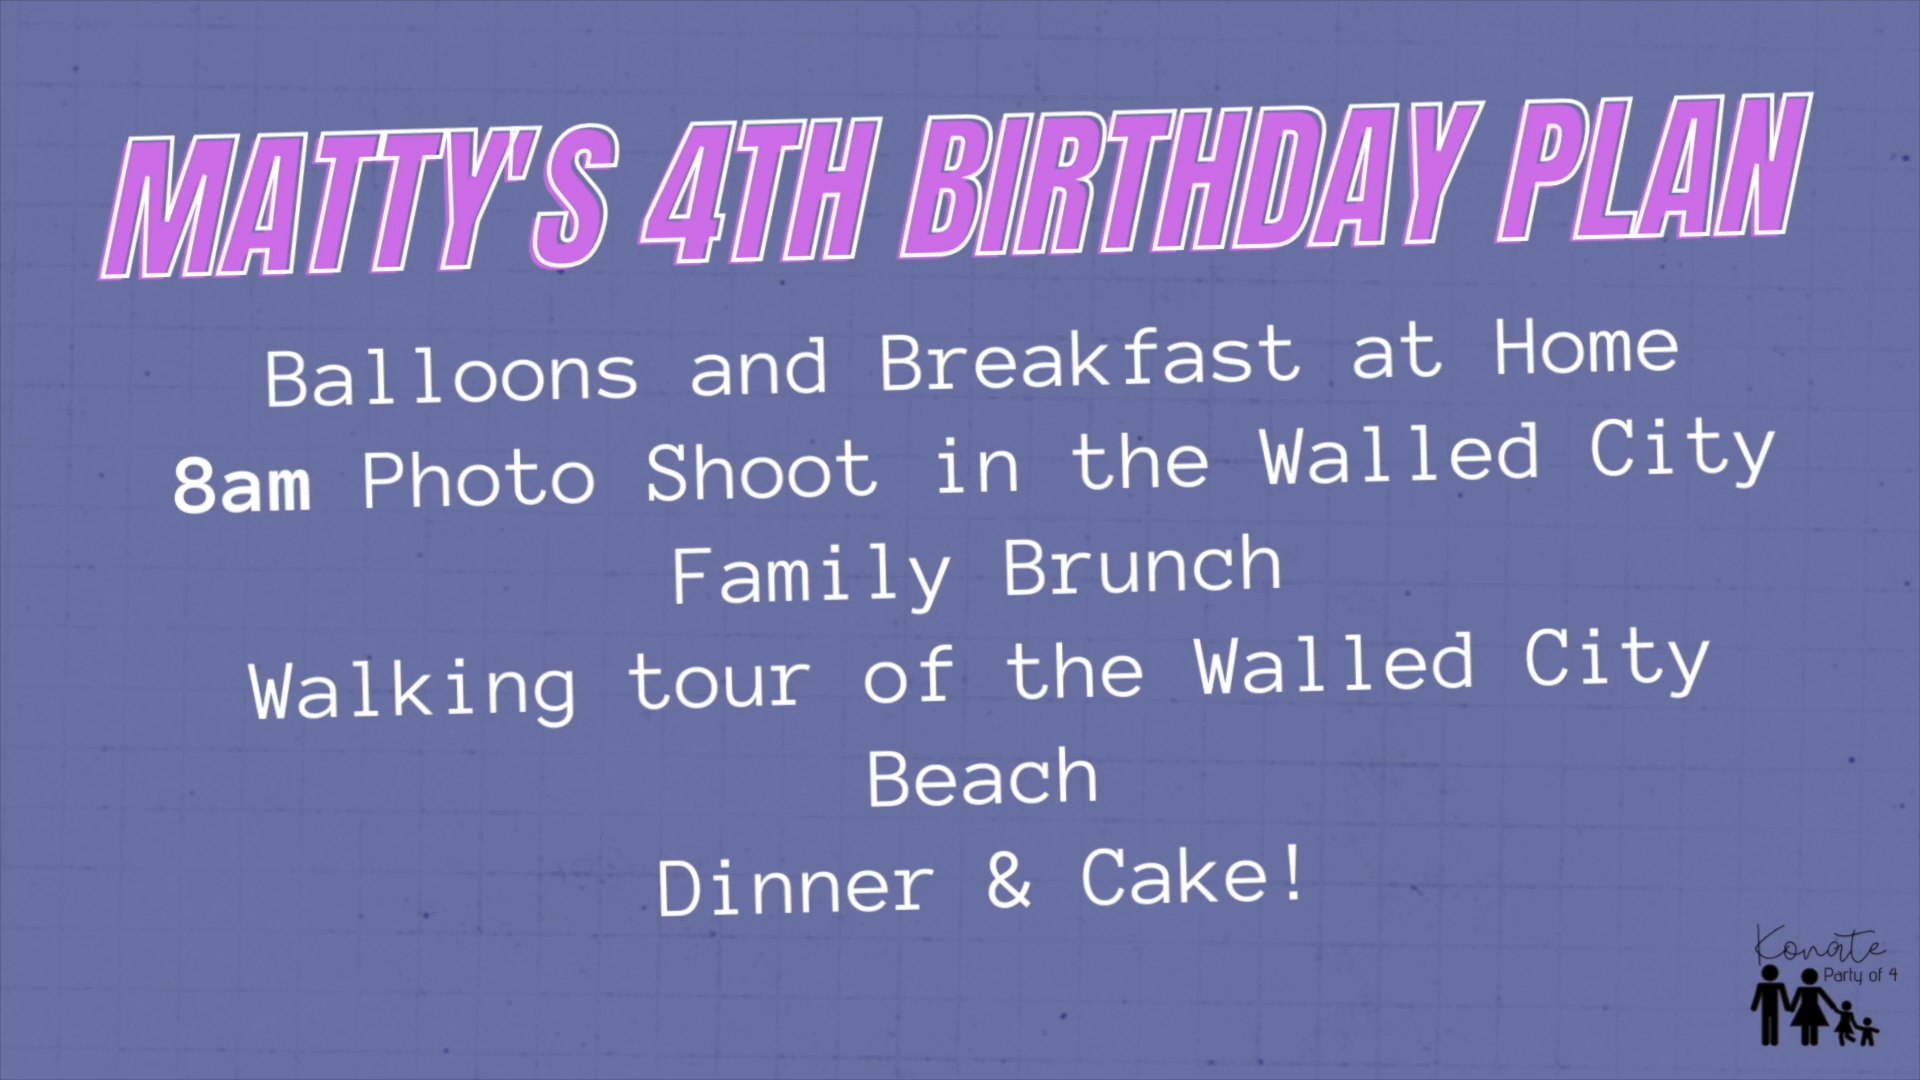 MATTY'S 4TH BIRTHDAY PLAN
Balloons and Breakfast at Home
8am Photo Shoot in the Walled City
Family Brunch
Walking tour of the Walled City
Beach
Dinner & Cake!
Konate
Party of 4